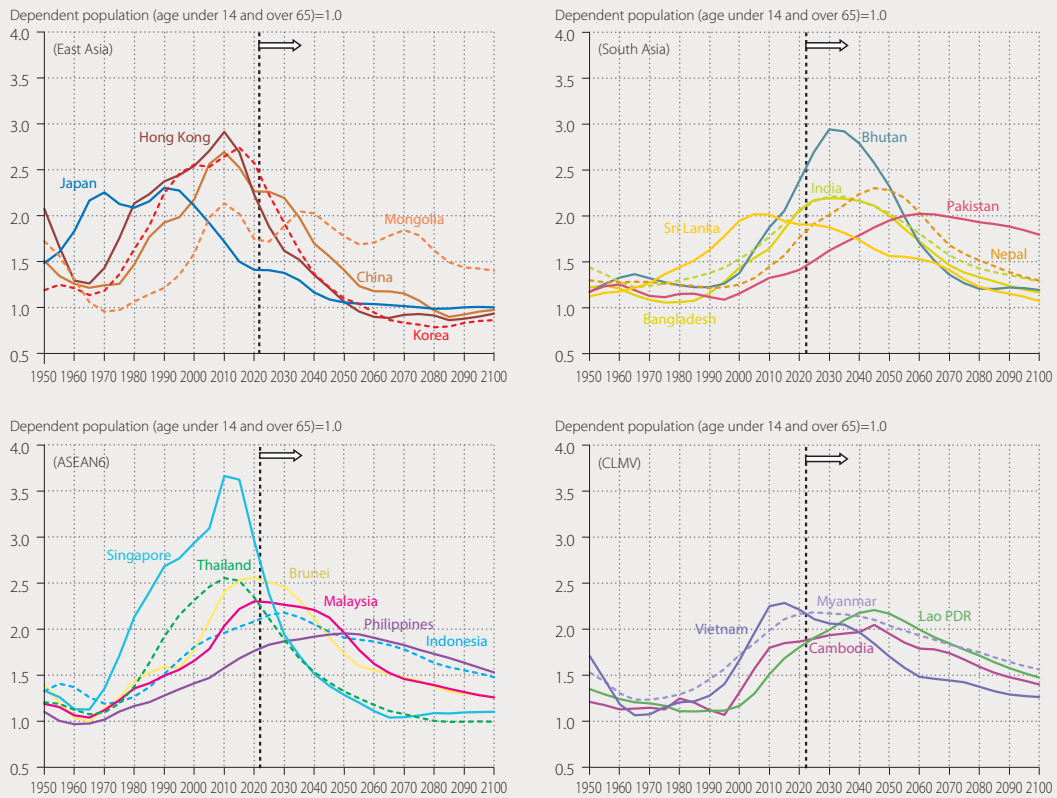 Dependent population (age under 14 and over 65)=1.0
4.0
(East Asia)
3.5
3.0
Hong Kong
2.5
Japan
2.0
Mongolia
1.5
China
1.0
Korea
0.5
1950 1960 1970 1980 1990 2000 2010 2020 2030 2040 2050 2060 2070 2080 2090 2100
Dependent population (age under 14 and over 65)=1.0
4.0
(South Asia)
3.5
3.0
Bhutan
2.5
India
Pakistan
2.0
Sri Lanka
Nepal
1.5
1.0
Bangladesh
0.5
1950 1960 1970 1980 1990 2000 2010 2020 2030 2040 2050 2060 2070 2080 2090 2100
Dependent population (age under 14 and over 65)=1.0
4.0
(ASEAN6)
3.5
3.0
Singapore
Thailand
Brunei
2.5
Malaysia
Philippines
2.0
Indonesia
1.5
1.0
0.5
1950 1960 1970 1980 1990 2000 2010 2020 2030 2040 2050 2060 2070 2080 2090 2100
Dependent population (age under 14 and over 65)=1.0
4.0
(CLMV)
3.5
3.0
2.5
Myanmar
Lao PDR
Vietnam
2.0
Cambodia
1.5
1.0
0.5
1950 1960 1970 1980 1990 2000 2010 2020 2030 2040 2050 2060 2070 2080 2090 2100